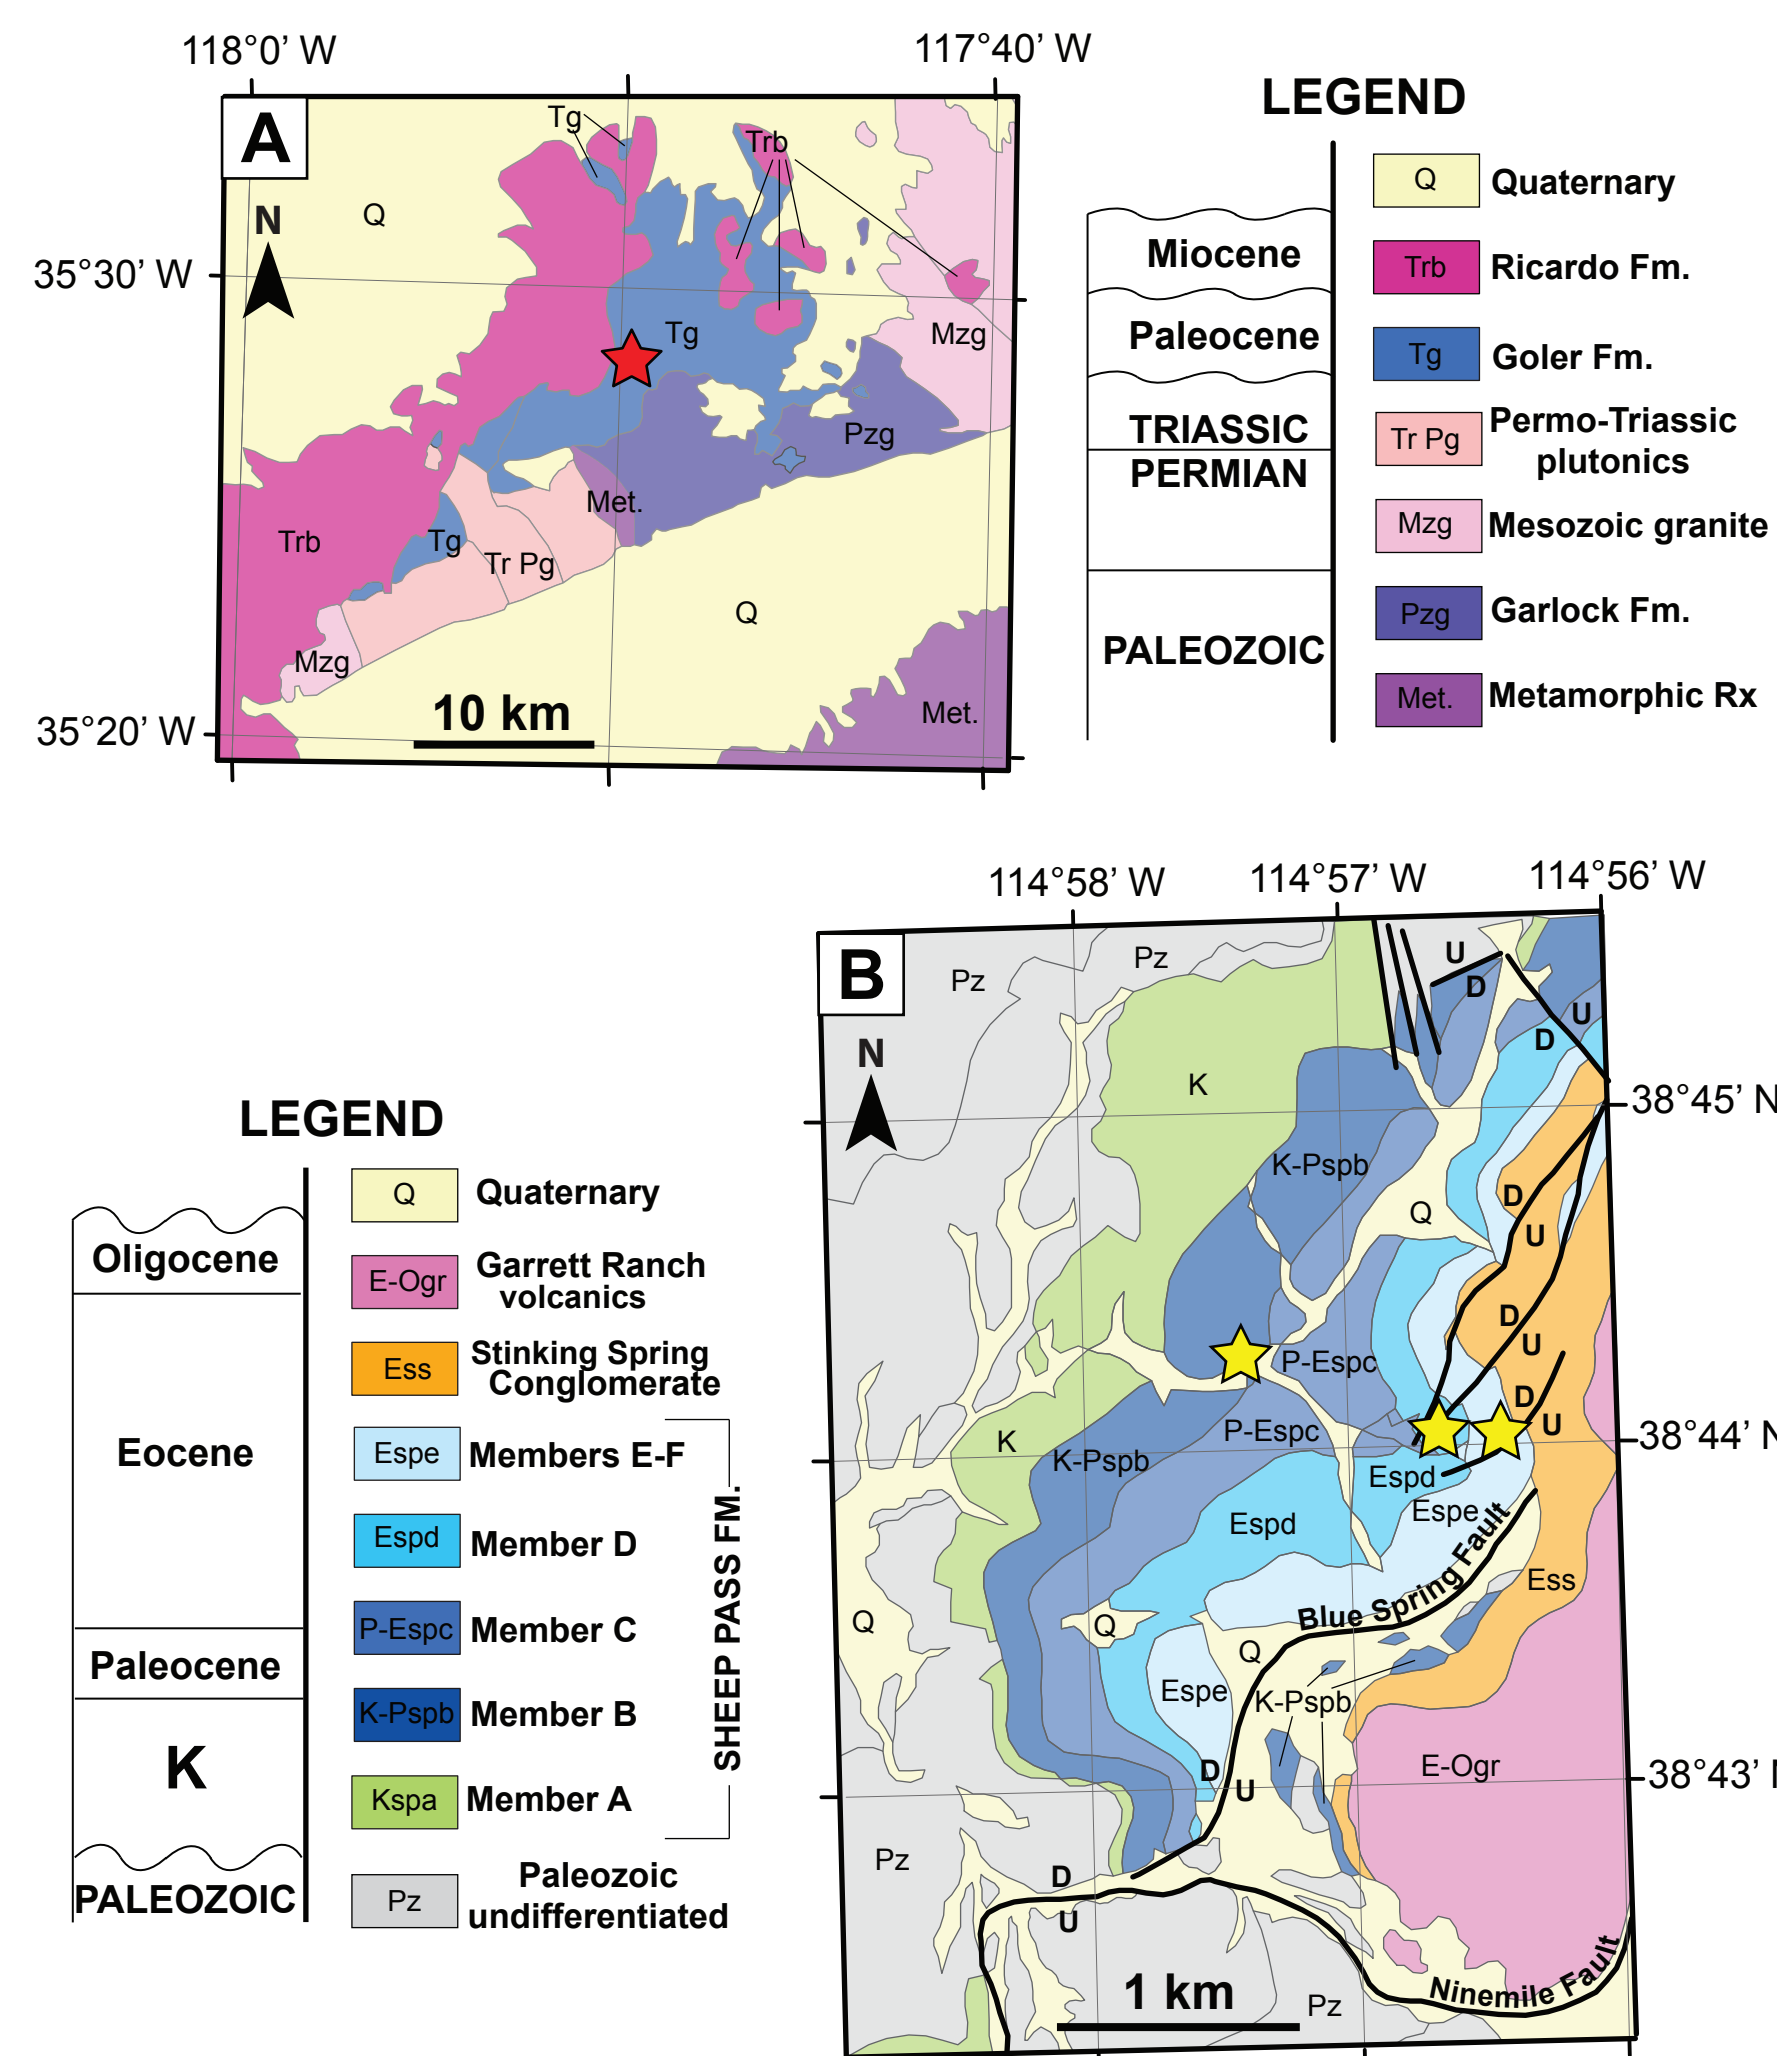 118°0’ W
117°40’ W
A
Tg
Trb
Q
N
35°30’ W
Tg
Mzg
Pzg
Met.
Trb
Tg
Tr Pg
Q
Mzg
10 km
Met.
35°20’ W
LEGEND
Miocene
Paleocene
TRIASSIC
PERMIAN
PALEOZOIC
Q Quaternary
Trb Ricardo Fm.
Tg Goler Fm.
Tr Pg Permo-Triassic
plutonics
Mzg Mesozoic granite
Pzg Garlock Fm.
Met. Metamorphic Rx
LEGEND
Oligocene
Eocene
Paleocene
K
PALEOZOIC
Q Quaternary
E-Ogr Garrett Ranch
volcanics
Ess Stinking Spring
Conglomerate
Espe Members E-F
Espd Member D
P-Espc Member C
K-Pspb Member B
Kspa Member A
Pz Paleozoic
undifferentiated
SHEEP PASS FM.
114°58’ W
114°57’ W
114°56’ W
B
Pz
Pz
U
D
U
D
N
K
38°45’ N
K-Pspb
Q
D
U
D
U
P-Espc
D
U
P-Espc
K
K-Pspb
38°44’ N
Espd
Espe
Espd
Blue Spring Fault
Ess
Q
Q
Q
Espe
K-Pspb
D
U
E-Ogr
38°43’ N
Pz
D
U
1 km
Pz
Ninemile Fault